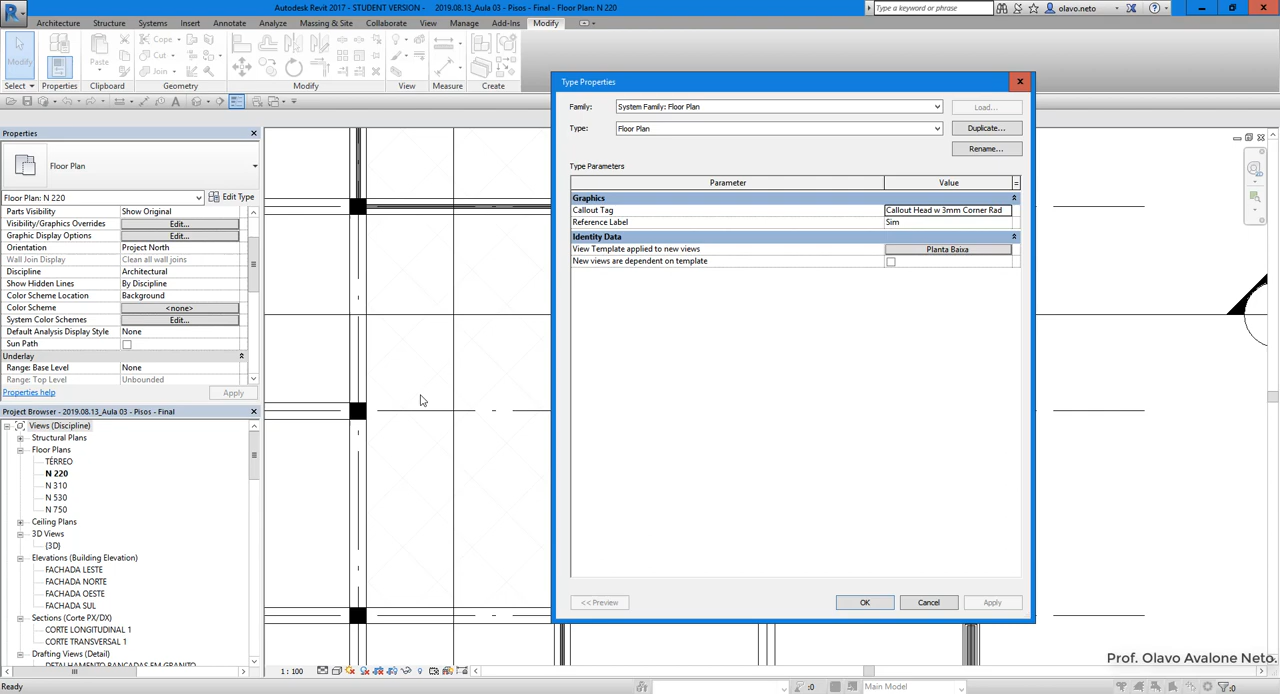 Autodesk Revit 2017 - STUDENT VERSION - 2019.08.13_Aula 03 - Pisos - Final - Floor Plan: N 220
Type a keyword or phrase
olavo.neto
Architecture Structure Systems Insert Annotate Analyze Massing & Site Collaborate View Manage Add-Ins Modify
Modify
Paste
Cope
Cut
Join
Select Properties Clipboard Geometry Modify View Measure Create
Properties
Floor Plan
Floor Plan: N 220
Edit Type
Parts Visibility Show Original
Visibility/Graphics Overrides Edit...
Graphic Display Options Edit...
Orientation Project North
Wall Join Display Clean all wall joins
Discipline Architectural
Show Hidden Lines By Discipline
Color Scheme Location Background
Color Scheme <none>
System Color Schemes Edit...
Default Analysis Display Style None
Sun Path
Underlay
Range: Base Level None
Range: Top Level Unbounded
Properties help
Apply
Project Browser - 2019.08.13_Aula 03 - Pisos - Final
Views (Discipline)
Structural Plans
Floor Plans
TÉRREO
N 220
N 310
N 530
N 750
Ceiling Plans
3D Views
{3D}
Elevations (Building Elevation)
FACHADA LESTE
FACHADA NORTE
FACHADA OESTE
FACHADA SUL
Sections (Corte PX/DX)
CORTE LONGITUDINAL 1
CORTE TRANSVERSAL 1
Drafting Views (Detail)
DETALHAMENTO BANCADAS EM GRANITO
Type Properties
Family: System Family: Floor Plan
Load...
Type: Floor Plan
Duplicate...
Rename...
Type Parameters
Parameter Value =
Graphics
Callout Tag Callout Head w 3mm Corner Rad
Reference Label Sim
Identity Data
View Template applied to new views Planta Baixa
New views are dependent on template
<< Preview
OK
Cancel
Apply
1 : 100
Prof. Olavo Avalone Neto.
Ready
:0
Main Model
:0